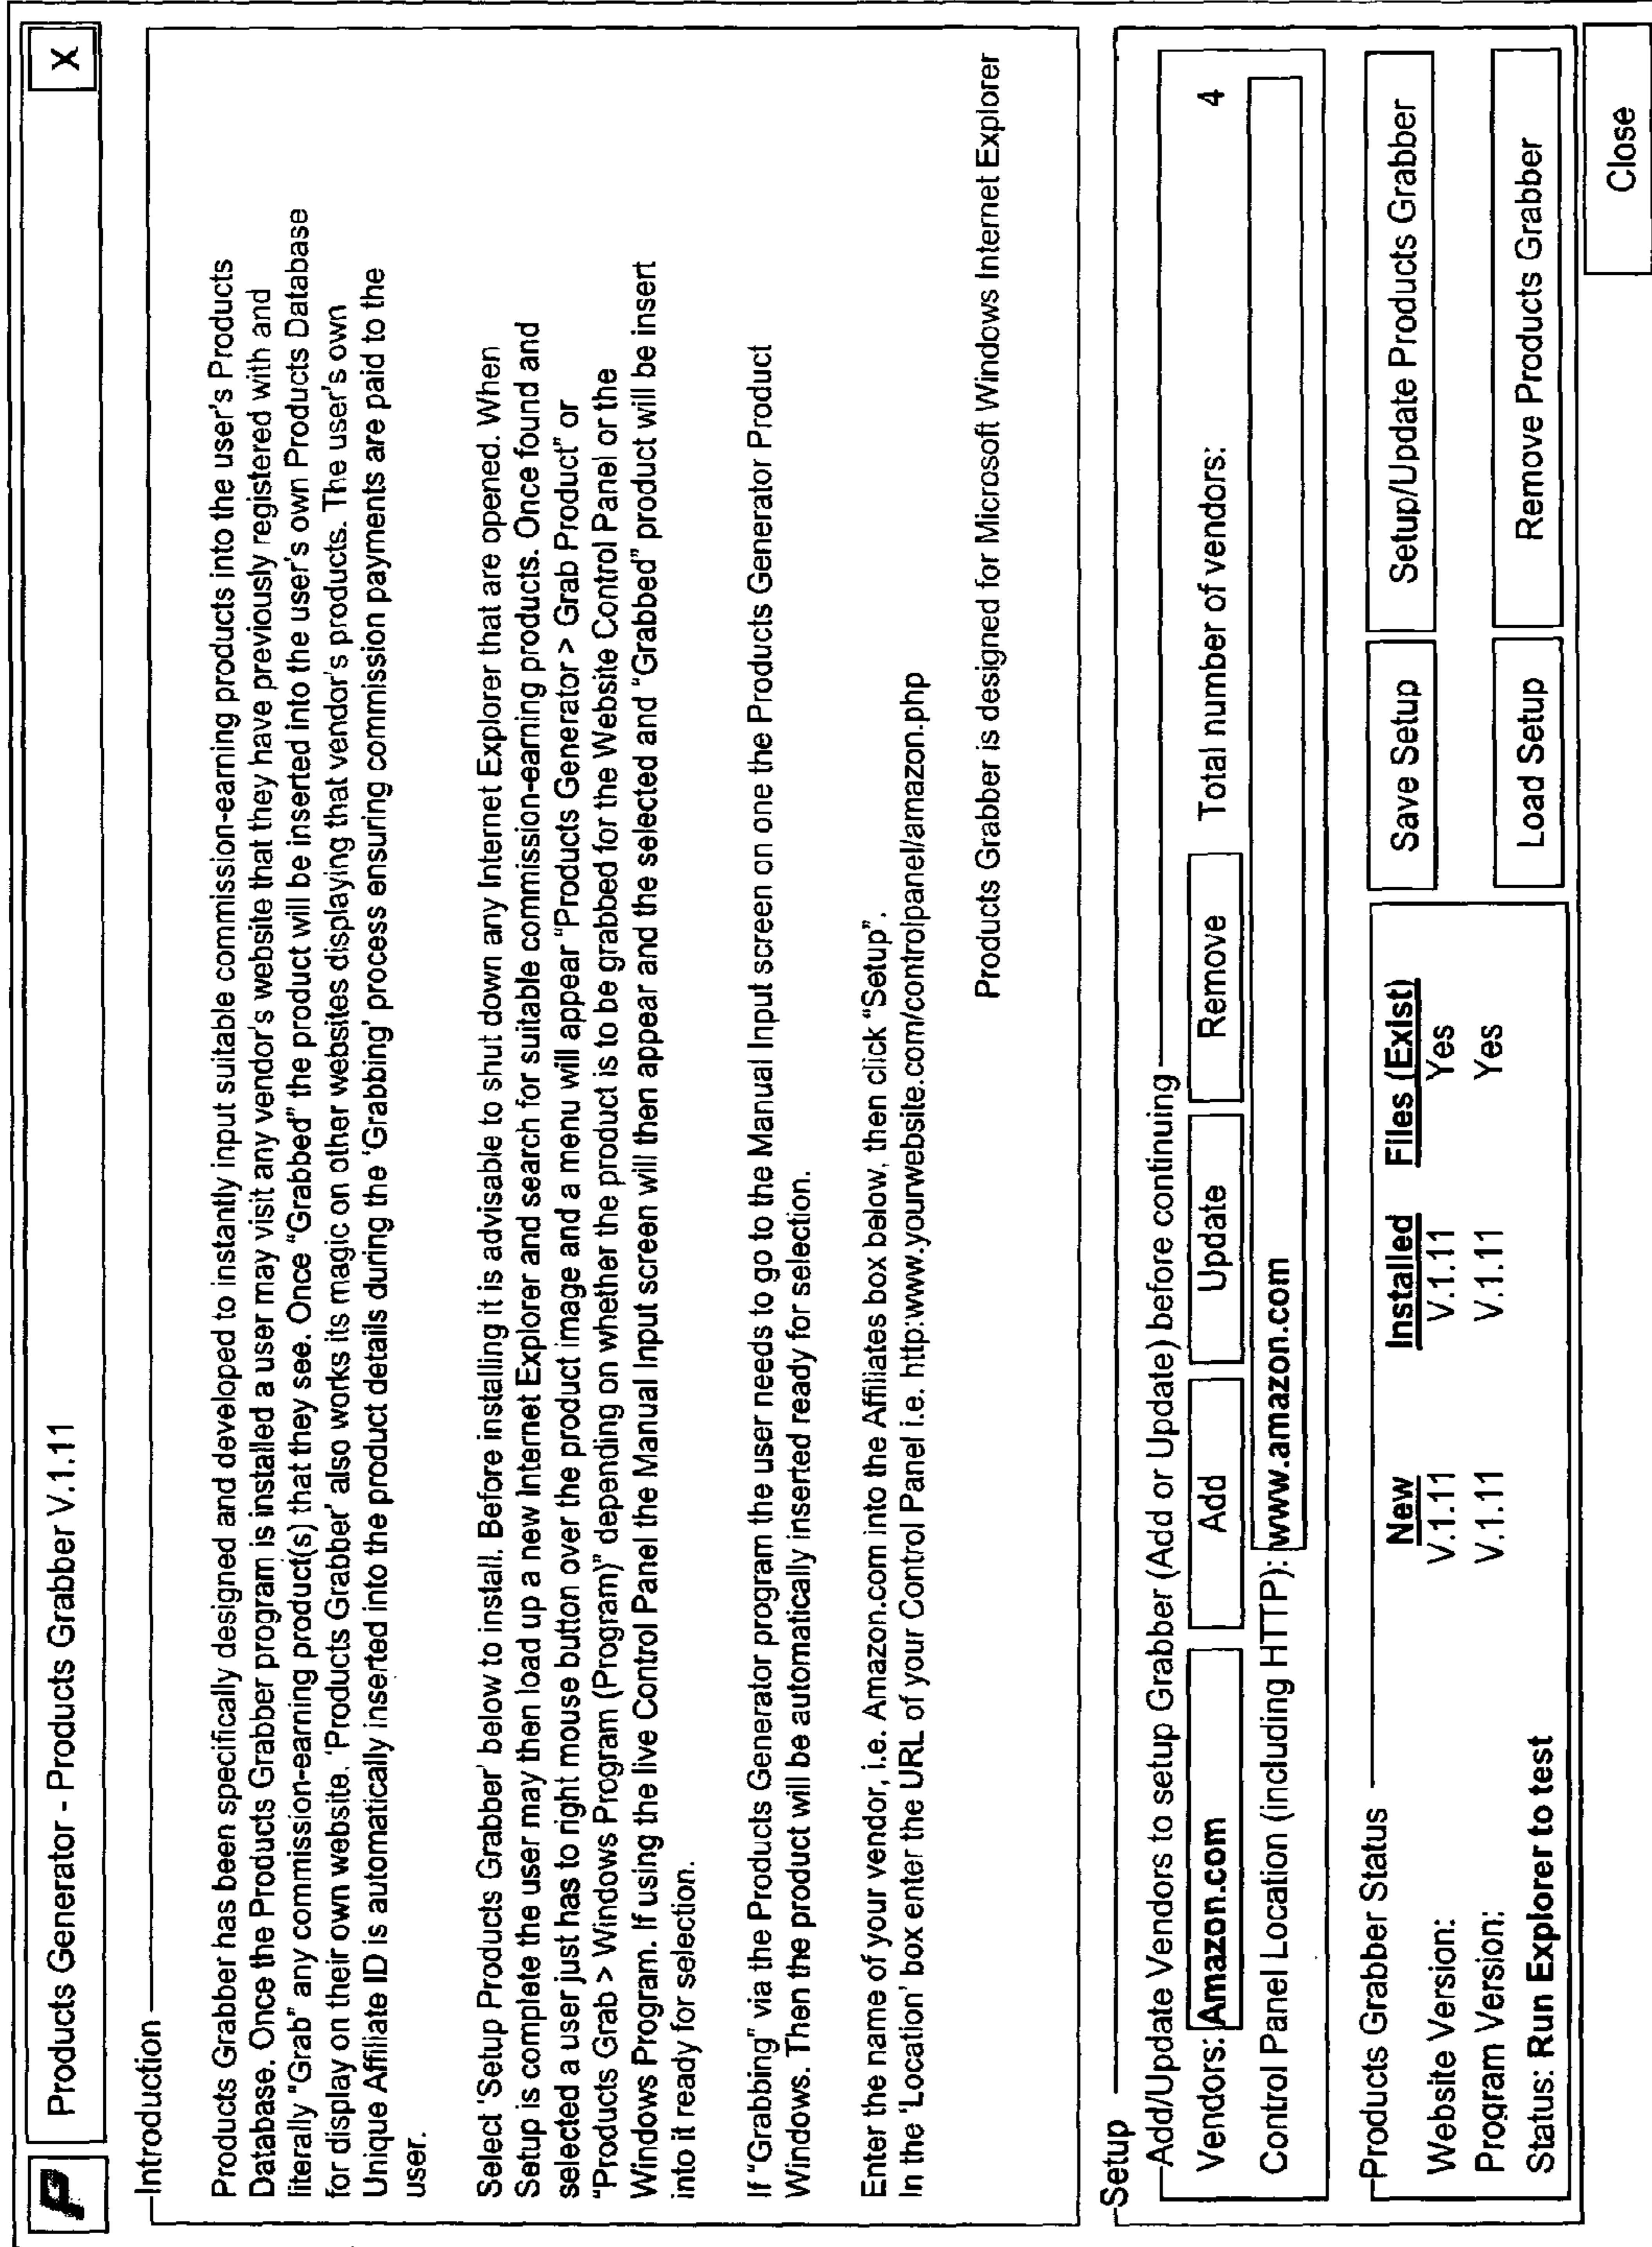 Products Generator - Products Grabber V.1.11
X
Introduction
Products Grabber has been specifically designed and developed to instantly input suitable commission-earning products into the user's Products
Database. Once the Products Grabber program is installed a user may visit any vendor's website that they have previously registered with and
literally "Grab" any commission-earning product(s) that they see. Once "Grabbed" the product will be inserted into the user's own Products Database
for display on their own website. 'Products Grabber' also works its magic on other websites displaying that vendor's products. The user's own
Unique Affiliate ID is automatically inserted into the product details during the 'Grabbing' process ensuring commission payments are paid to the
user.
Select 'Setup Products Grabber' below to install. Before installing it is advisable to shut down any Internet Explorer that are opened. When
Setup is complete the user may then load up a new Internet Explorer and search for suitable commission-earning products. Once found and
selected a user just has to right mouse button over the product image and a menu will appear "Products Generator > Grab Product" or
"Products Grab > Windows Program (Program)" depending on whether the product is to be grabbed for the Website Control Panel or the
Windows Program. If using the live Control Panel the Manual Input screen will then appear and the selected and "Grabbed" product will be insert
into it ready for selection.
If "Grabbing" via the Products Generator program the user needs to go to the Manual Input screen on one the Products Generator Product
Windows. Then the product will be automatically inserted ready for selection.
Enter the name of your vendor, i.e. Amazon.com into the Affiliates box below, then click "Setup".
In the 'Location' box enter the URL of your Control Panel i.e. http:www.yourwebsite.com/controlpanel/amazon.php
Products Grabber is designed for Microsoft Windows Internet Explorer
Setup
Add/Update Vendors to setup Grabber (Add or Update) before continuing
Vendors: Amazon.com Add Update Remove Total number of vendors: 4
Control Panel Location (including HTTP): www.amazon.com
Products Grabber Status
New Installed Files (Exist)
Website Version: V.1.11 V.1.11 Yes
Program Version: V.1.11 V.1.11 Yes
Status: Run Explorer to test
Save Setup Setup/Update Products Grabber
Load Setup Remove Products Grabber
Close